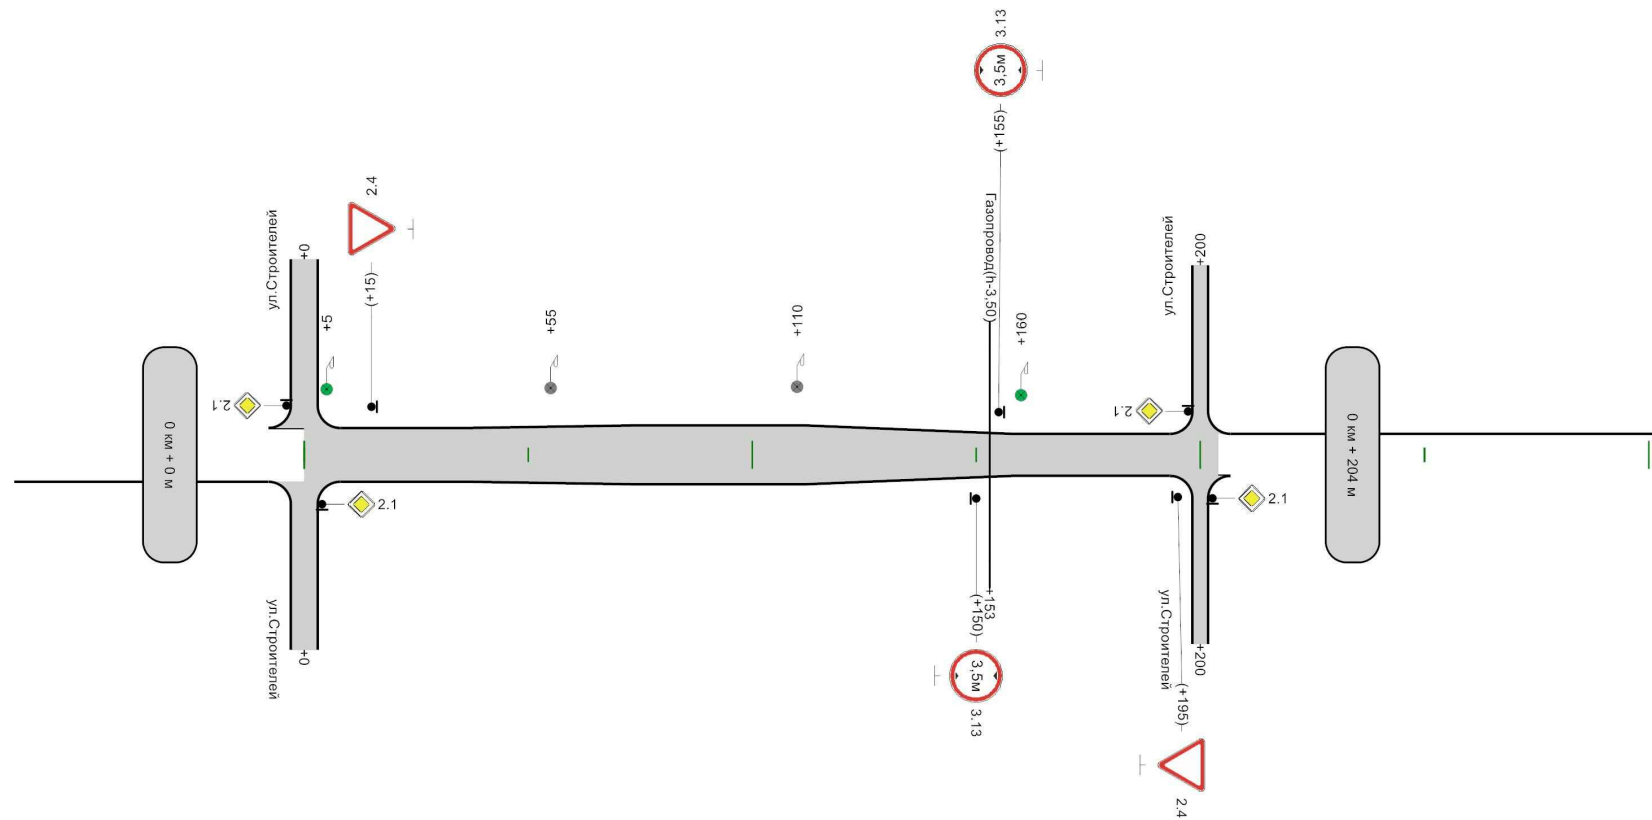 3.13
3,5м
(+155)
2.4
ул.Строителей
+0
(+15)
+5
+55
+110
Газопровод(h-3,50)
+160
ул.Строителей
+200
2.1
2.1
0 км + 0 м
0 км + 204 м
2.1
2.1
ул.Строителей
+0
+153
(+150)
3,5м
3.13
ул.Строителей
+200
(+195)
2.4